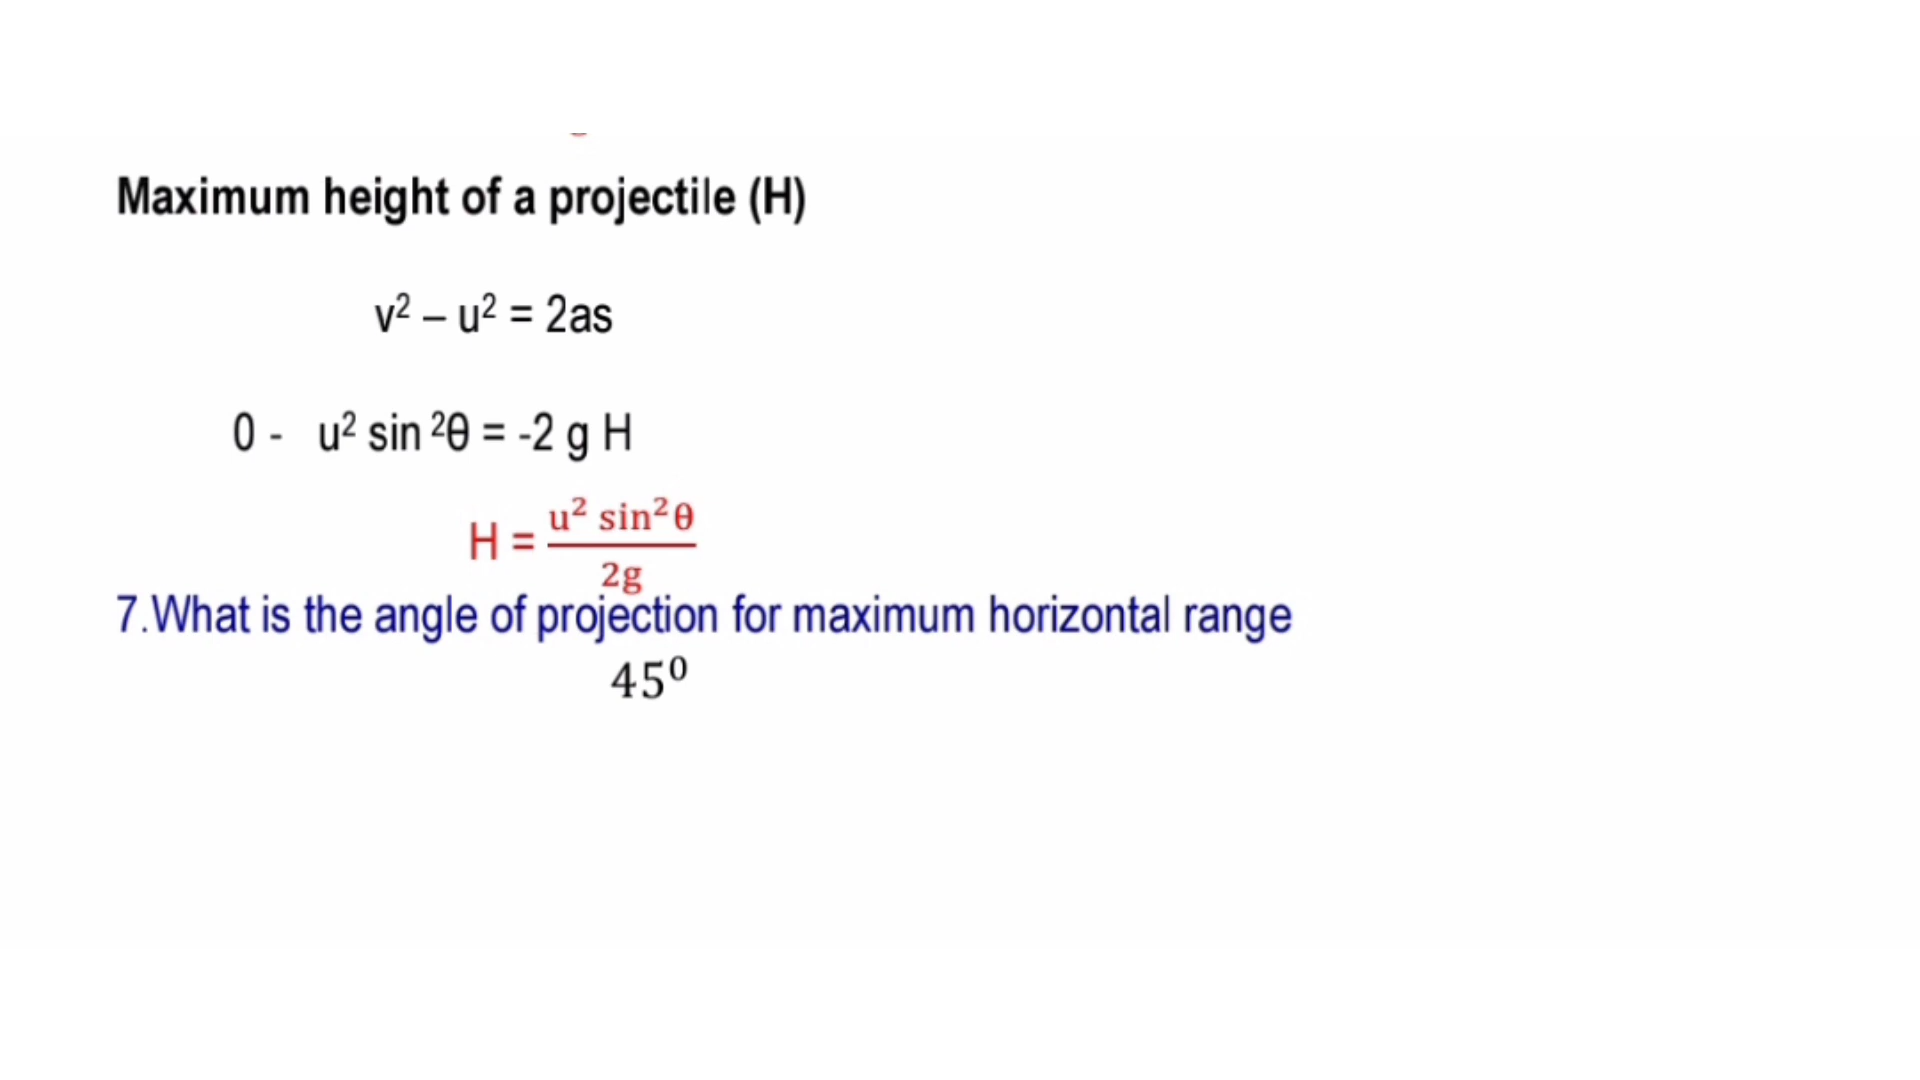 Maximum height of a projectile (H)
v² – u² = 2as
0 - u² sin ²θ = -2 g H
H = u² sin²θ / 2g
7.What is the angle of projection for maximum horizontal range
45⁰